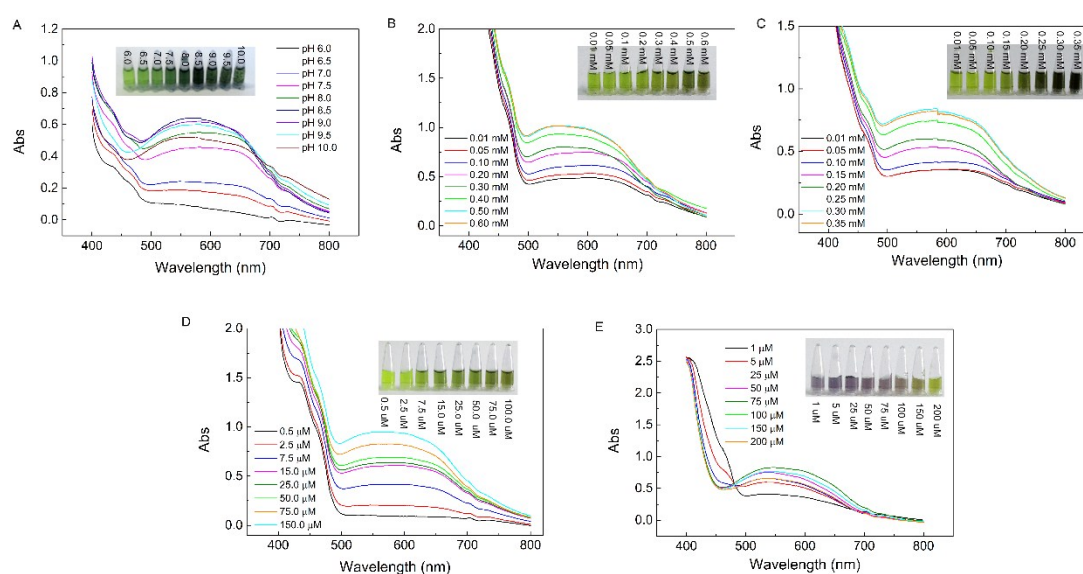 A
1.2
1.0
0.8
0.6
0.4
0.2
0.0
Abs
400 500 600 700 800
Wavelength (nm)
6.0 6.5 7.0 7.5 8.0 8.5 9.0 9.5 10.0
pH 6.0
pH 6.5
pH 7.0
pH 7.5
pH 8.0
pH 8.5
pH 9.0
pH 9.5
pH 10.0
B
2.0
1.5
1.0
0.5
0.0
Abs
400 500 600 700 800
Wavelength (nm)
0.01 mM
0.05 mM
0.1 mM
0.2 mM
0.3 mM
0.4 mM
0.5 mM
0.6 mM
0.01 mM
0.05 mM
0.10 mM
0.20 mM
0.30 mM
0.40 mM
0.50 mM
0.60 mM
C
1.5
1.0
0.5
0.0
Abs
400 500 600 700 800
Wavelength (nm)
0.01 mM
0.05 mM
0.10 mM
0.15 mM
0.20 mM
0.25 mM
0.30 mM
0.35 mM
0.01 mM
0.05 mM
0.10 mM
0.15 mM
0.20 mM
0.25 mM
0.30 mM
0.35 mM
D
2.0
1.5
1.0
0.5
0.0
Abs
400 500 600 700 800
Wavelength (nm)
0.5 uM
2.5 uM
7.5 uM
15.0 uM
25.0 uM
50.0 uM
75.0 uM
100.0 uM
0.5 μM
2.5 μM
7.5 μM
15.0 μM
25.0 μM
50.0 μM
75.0 μM
150.0 μM
E
3.0
2.5
2.0
1.5
1.0
0.5
0.0
Abs
400 500 600 700 800
Wavelength (nm)
1 μM
5 μM
25 μM
50 μM
75 μM
100 μM
150 μM
200 μM
1 uM
5 uM
25 uM
50 uM
75 uM
100 uM
150 uM
200 uM